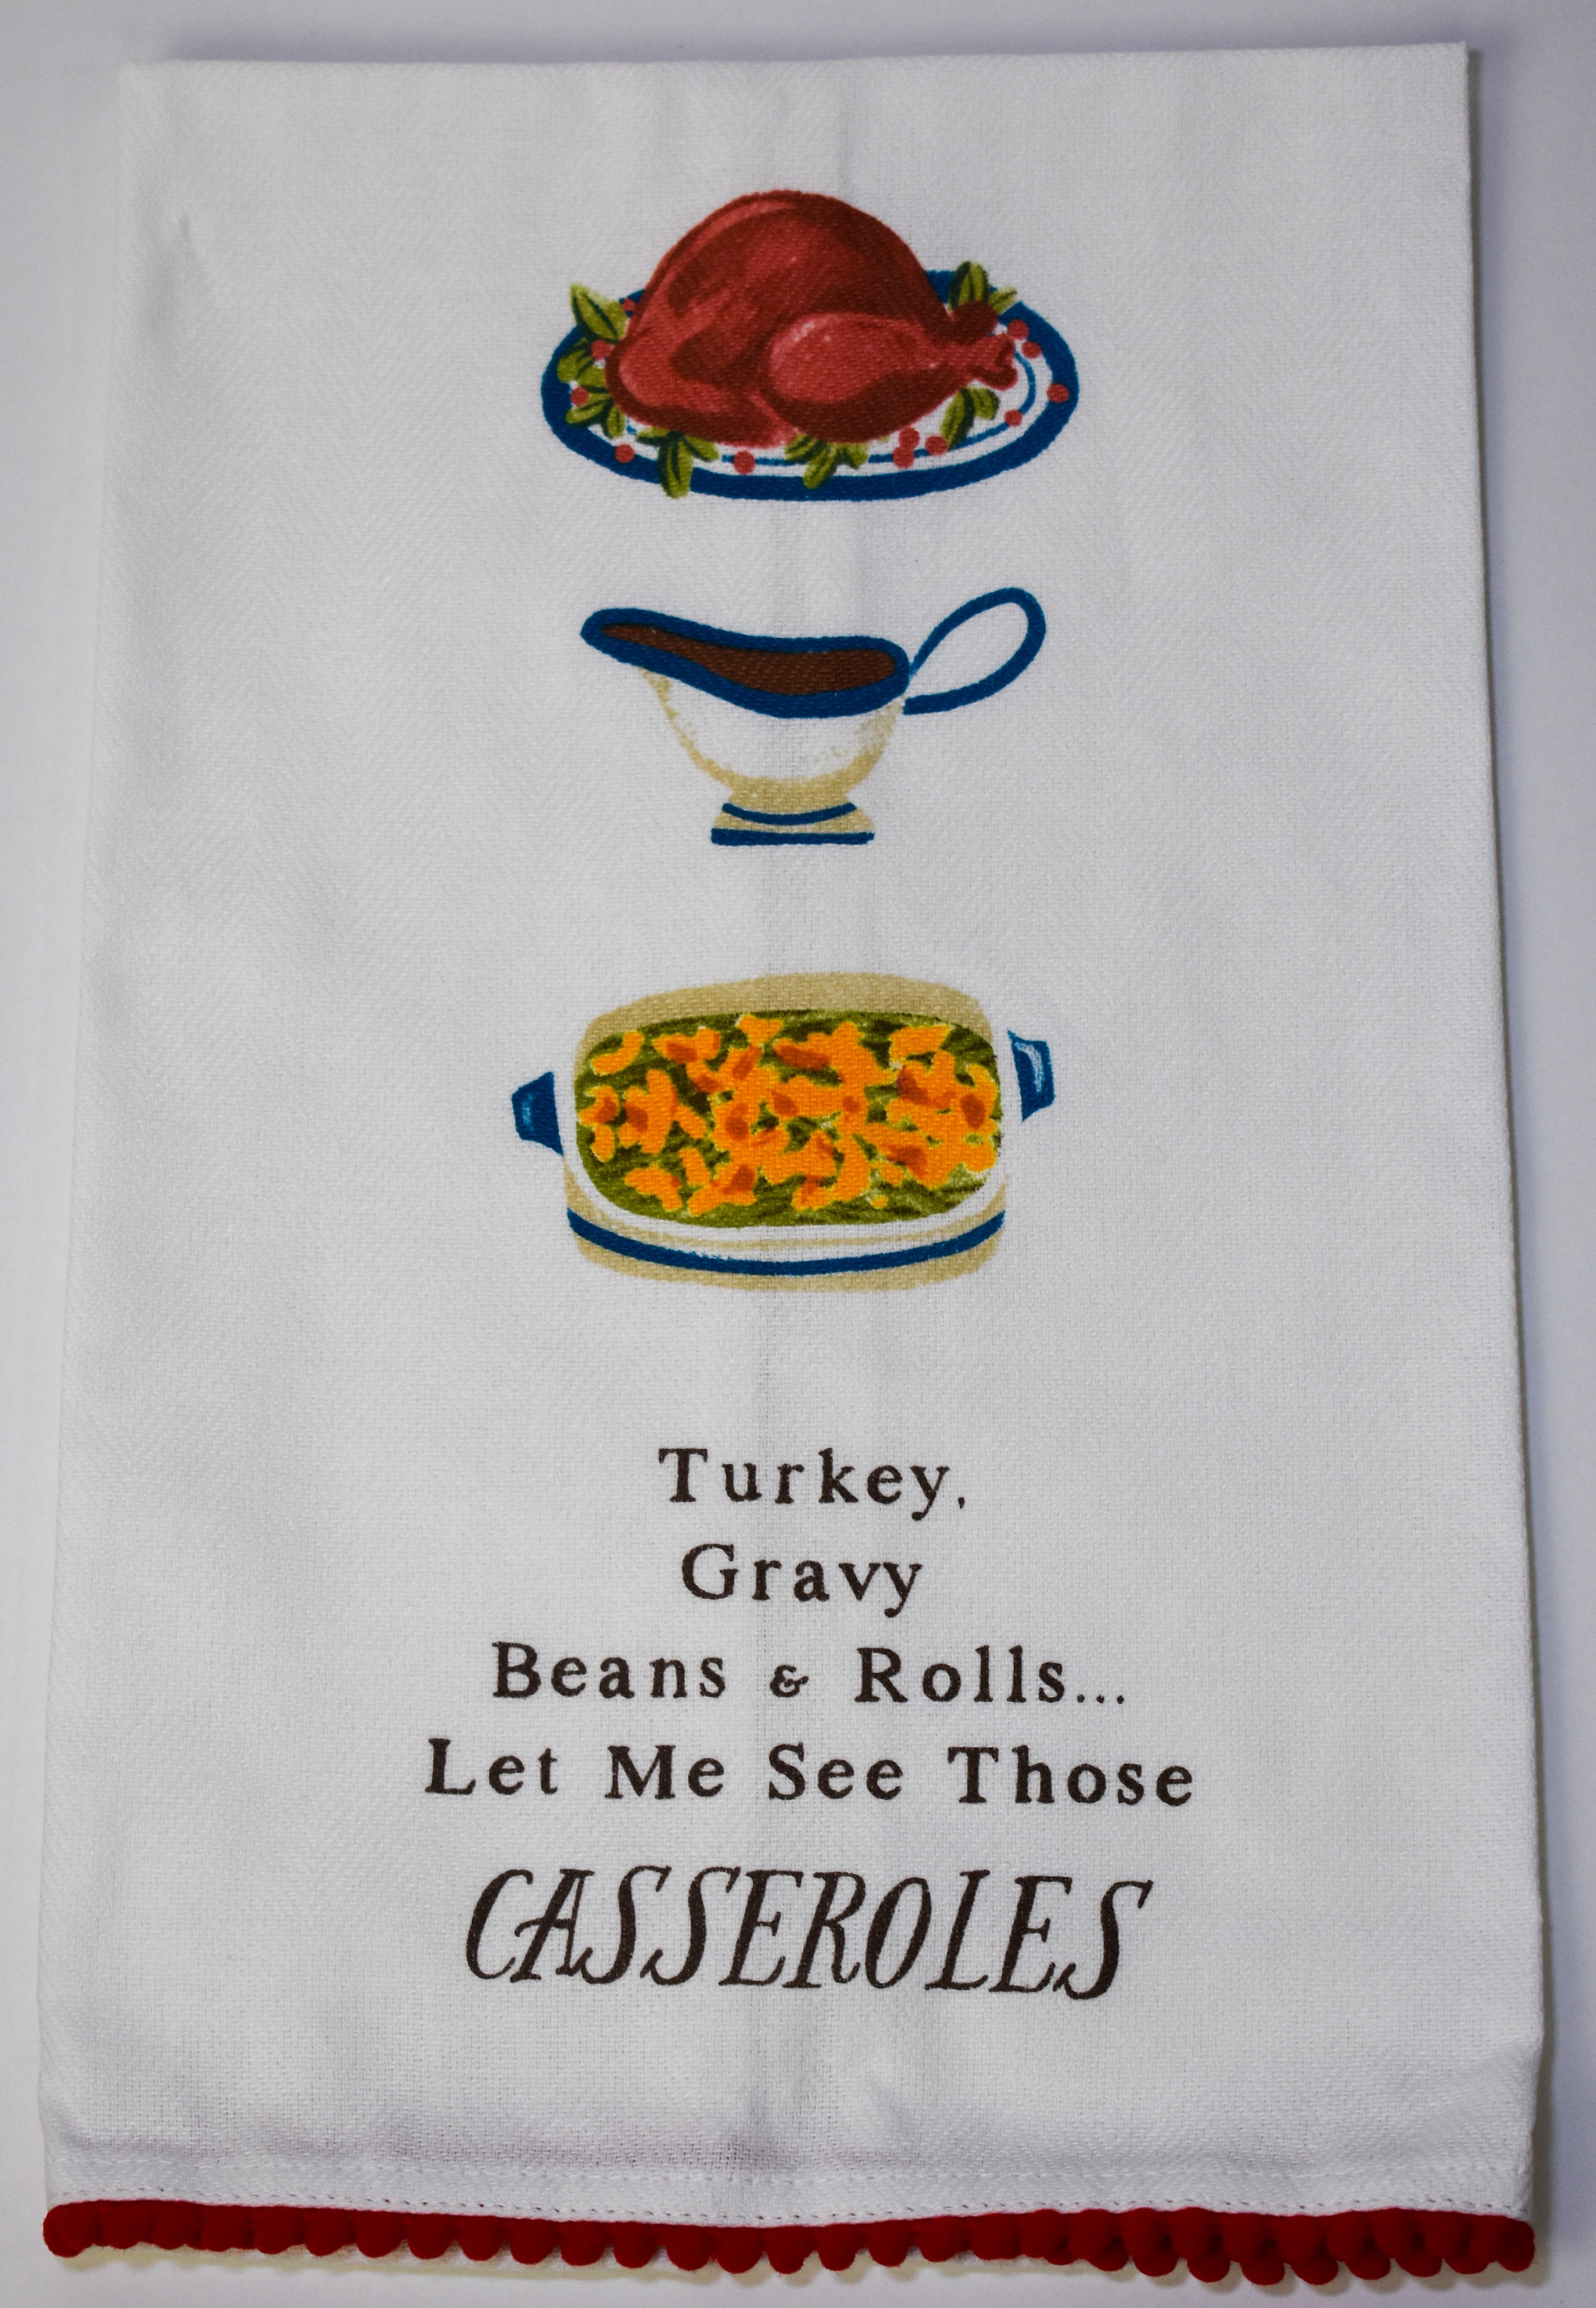 Turkey,
Gravy
Beans & Rolls...
Let Me See Those
CASSEROLES